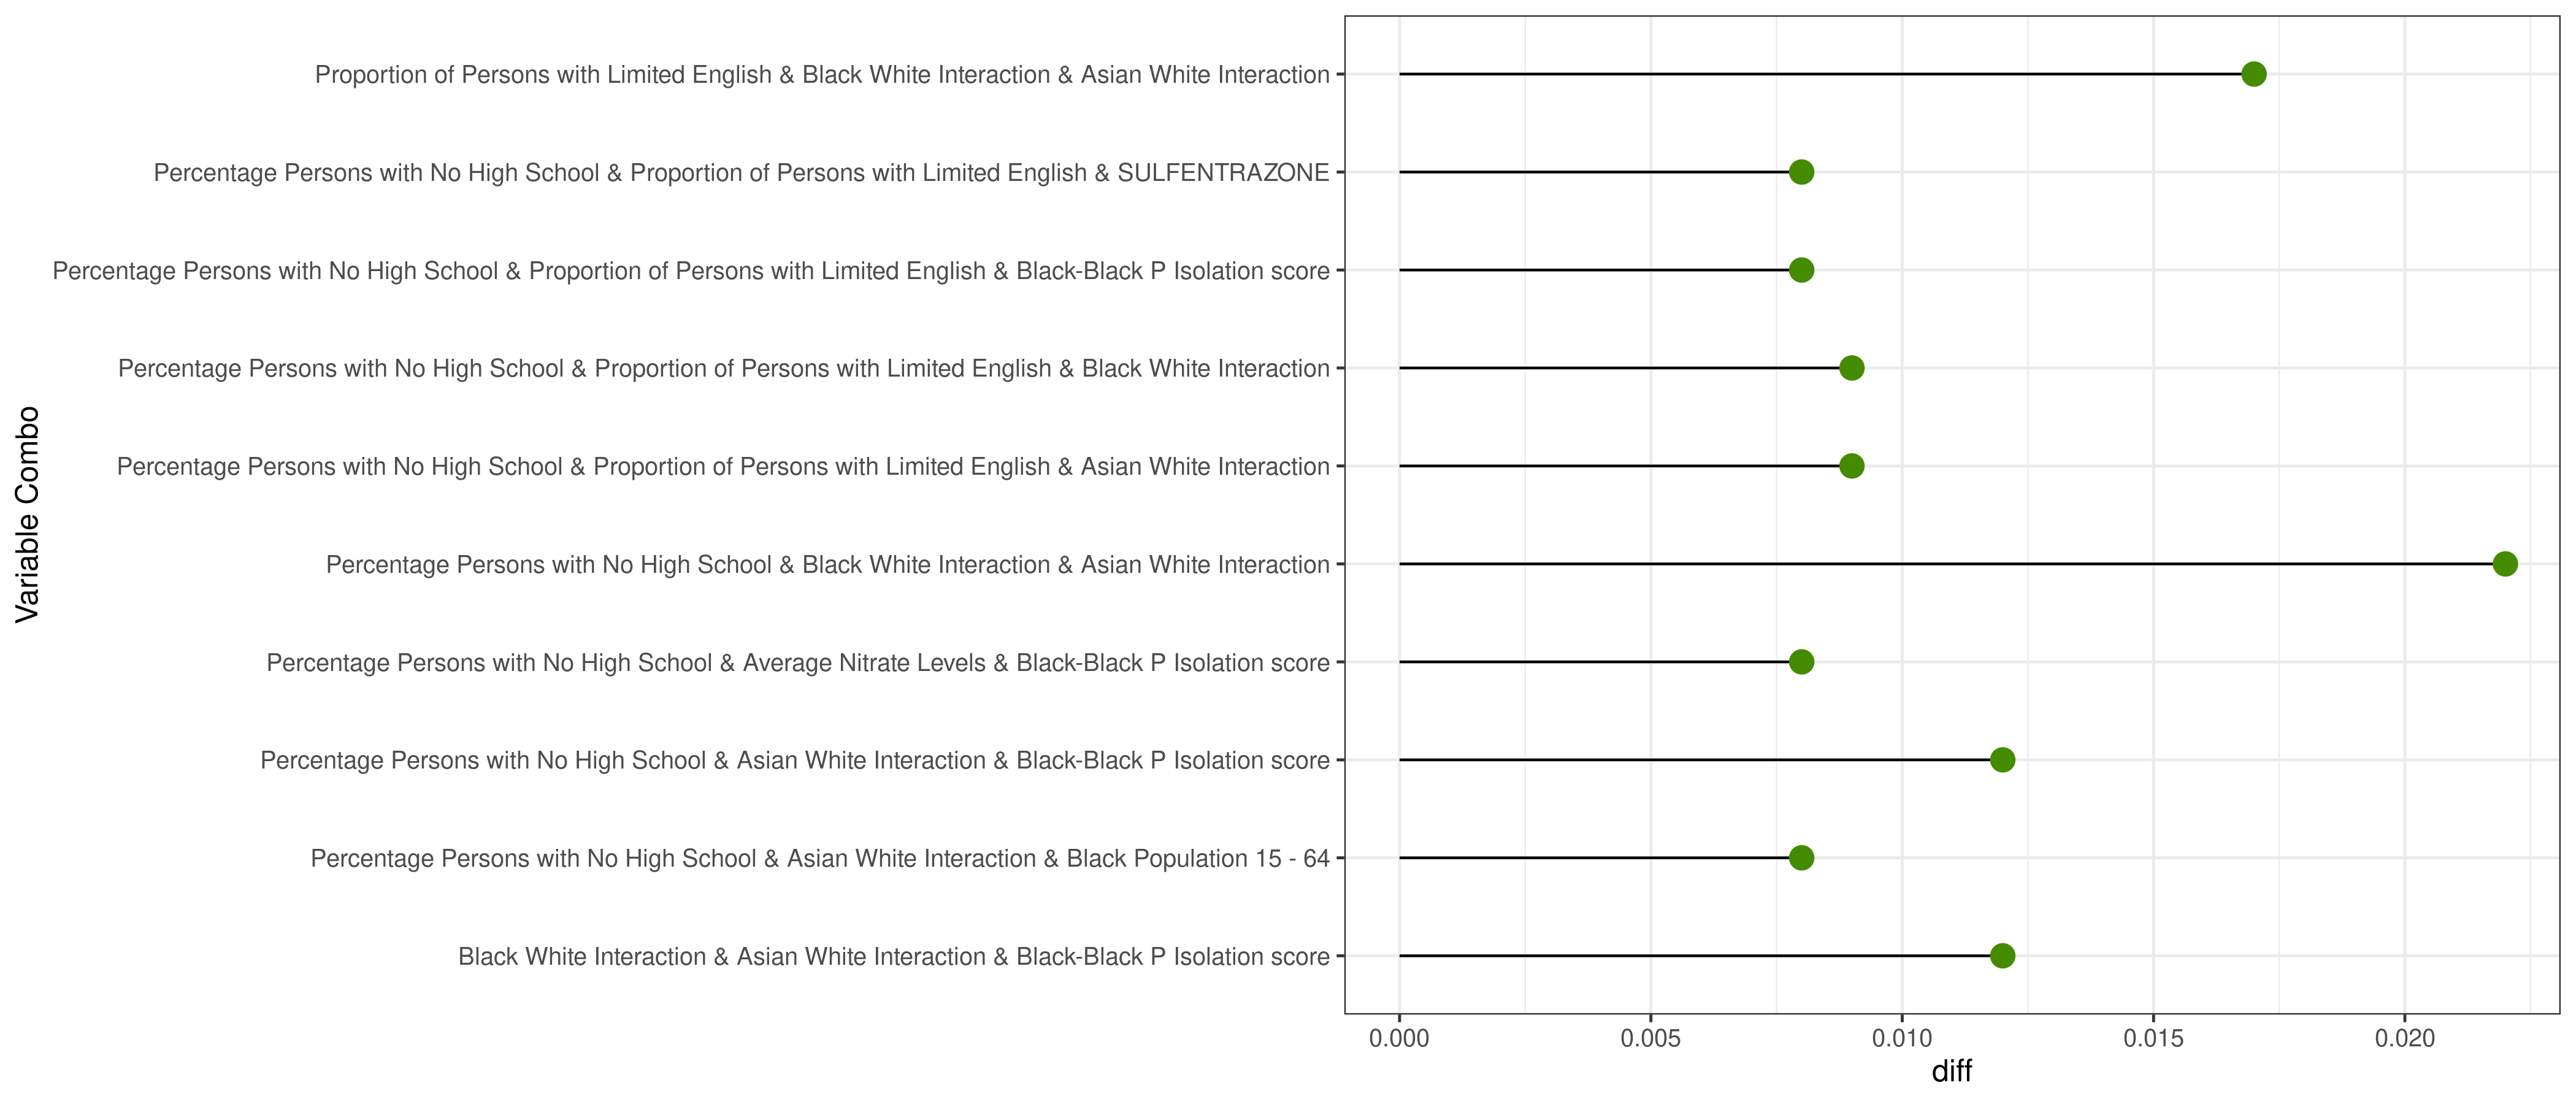 Proportion of Persons with Limited English & Black White Interaction & Asian White Interaction
Percentage Persons with No High School & Proportion of Persons with Limited English & SULFENTRAZONE
Percentage Persons with No High School & Proportion of Persons with Limited English & Black-Black P Isolation score
Percentage Persons with No High School & Proportion of Persons with Limited English & Black White Interaction
Percentage Persons with No High School & Proportion of Persons with Limited English & Asian White Interaction
Percentage Persons with No High School & Black White Interaction & Asian White Interaction
Percentage Persons with No High School & Average Nitrate Levels & Black-Black P Isolation score
Percentage Persons with No High School & Asian White Interaction & Black-Black P Isolation score
Percentage Persons with No High School & Asian White Interaction & Black Population 15 - 64
Black White Interaction & Asian White Interaction & Black-Black P Isolation score
Variable Combo
0.000 0.005 0.010 0.015 0.020
diff